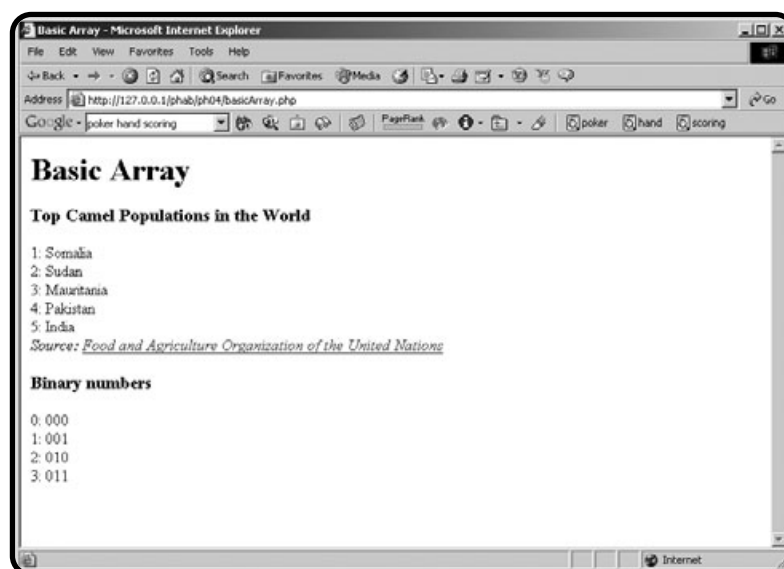 Basic Array - Microsoft Internet Explorer
File Edit View Favorites Tools Help
Back Search Favorites Media
Address http://127.0.0.1/phab/ph04/basicArray.php Go
Google - poker hand scoring PageRank poker hand scoring
Basic Array
Top Camel Populations in the World
1: Somalia
2: Sudan
3: Mauritania
4: Pakistan
5: India
Source: Food and Agriculture Organization of the United Nations
Binary numbers
0: 000
1: 001
2: 010
3: 011
Internet